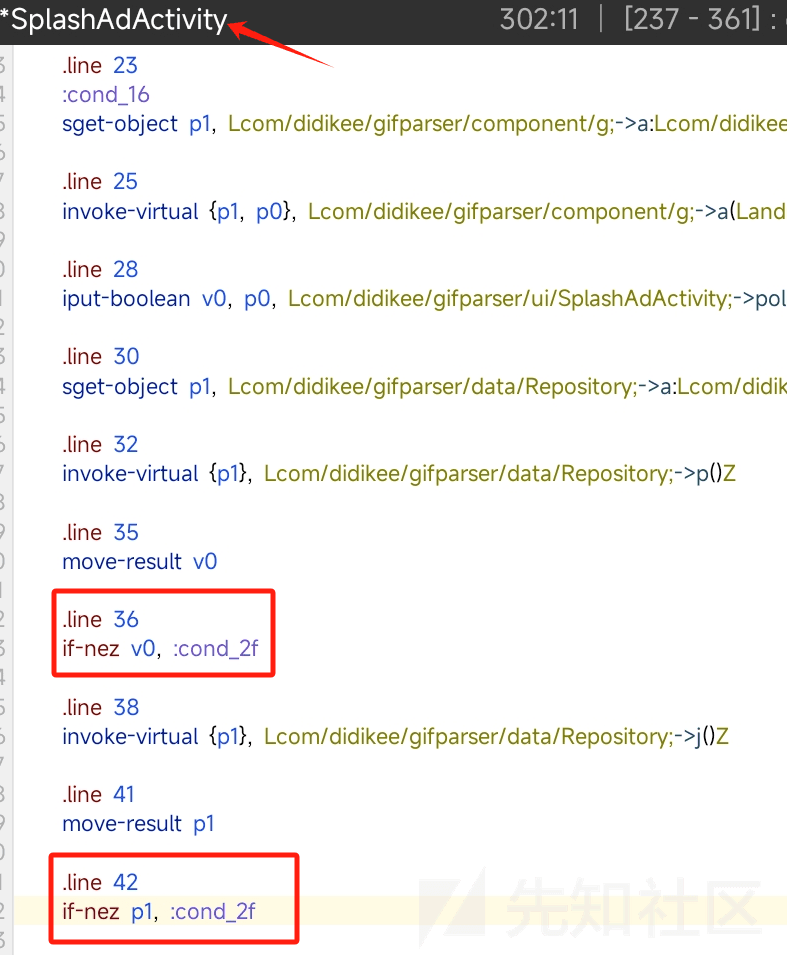 *SplashAdActivity 302:11 | [237 - 361] :
.line 23
:cond_16
sget-object p1, Lcom/didikee/gifparser/component/g;->a:Lcom/didikee
.line 25
invoke-virtual {p1, p0}, Lcom/didikee/gifparser/component/g;->a(Land
.line 28
iput-boolean v0, p0, Lcom/didikee/gifparser/ui/SplashAdActivity;->pol
.line 30
sget-object p1, Lcom/didikee/gifparser/data/Repository;->a:Lcom/didik
.line 32
invoke-virtual {p1}, Lcom/didikee/gifparser/data/Repository;->p()Z
.line 35
move-result v0
.line 36
if-nez v0, :cond_2f
.line 38
invoke-virtual {p1}, Lcom/didikee/gifparser/data/Repository;->j()Z
.line 41
move-result p1
.line 42
if-nez p1, :cond_2f
先知社区